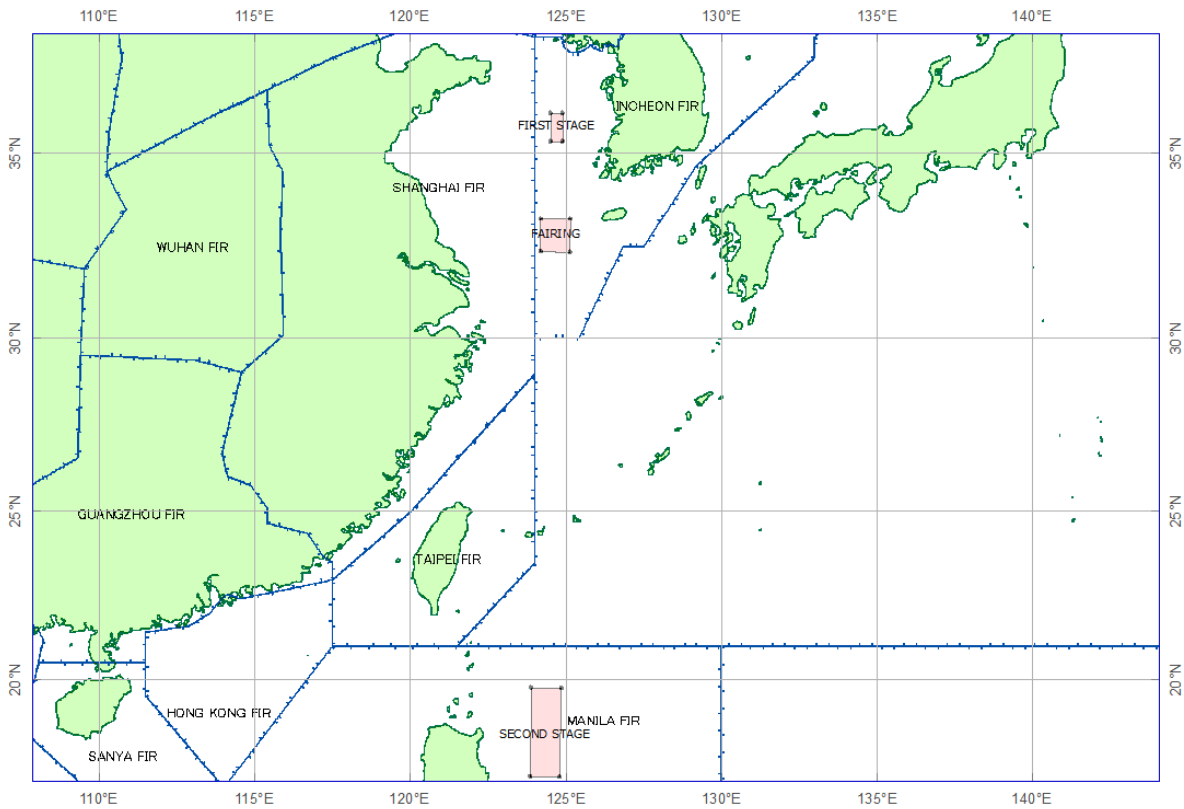 110°E 115°E 120°E 125°E 130°E 135°E 140°E
INCHEON FIR
FIRST STAGE
35°N 35°N
SHANGHAI FIR
FAIRING
WUHAN FIR
30°N 30°N
25°N 25°N
GUANGZHOU FIR
TAIPEI FIR
20°N 20°N
HONG KONG FIR
MANILA FIR
SECOND STAGE
SANYA FIR
110°E 115°E 120°E 125°E 130°E 135°E 140°E